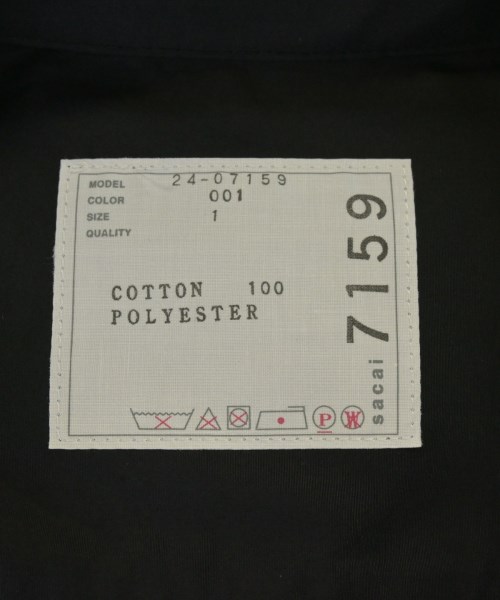 MODEL 24-07159
COLOR 001
SIZE 1
QUALITY
COTTON 100
POLYESTER
P W
sacai 7159